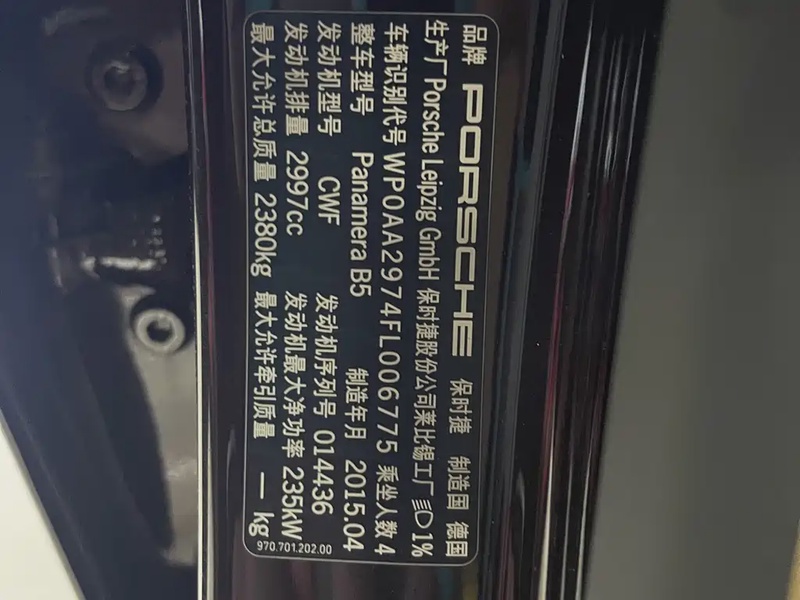 品牌 PORSCHE 保时捷 制造国 德国
生产厂 Porsche Leipzig GmbH 保时捷股份公司莱比锡工厂 1%
车辆识别代号 WP0AA2974FL006775 乘坐人数 4
整车型号 Panamera B5 制造年月 2015.04
发动机型号 CWF 发动机序列号 014436
发动机排量 2997cc 发动机最大净功率 235kW
最大允许总质量 2380kg 最大允许牵引质量 — kg
970.701.202.00